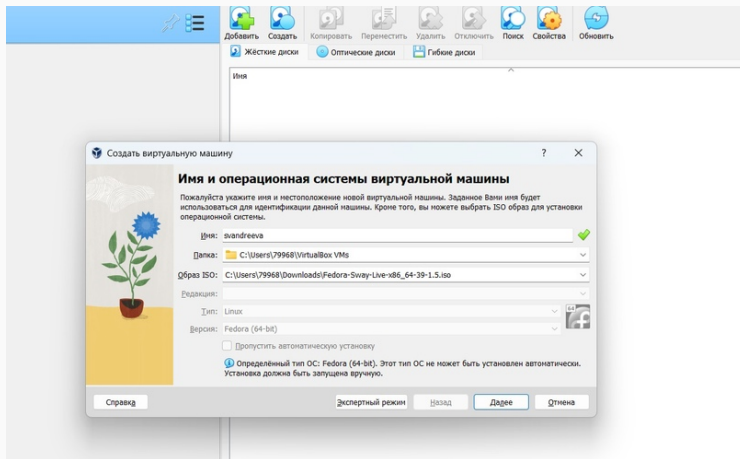 Добавить Создать Копировать Переместить Удалить Отключить Поиск Свойства Обновить
Жёсткие диски Оптические диски Гибкие диски
Имя
Создать виртуальную машину ? ×
Имя и операционная системы виртуальной машины
Пожалуйста укажите имя и местоположение новой виртуальной машины. Заданное Вами имя будет
использоваться для идентификации данной машины. Кроме того, вы можете выбрать ISO образ для установки
операционной системы.
Имя: svandreeva
Папка: C:\Users\79968\VirtualBox VMs
Образ ISO: C:\Users\79968\Downloads\Fedora-Sway-Live-x86_64-39-1.5.iso
Редакция:
Тип: Linux
Версия: Fedora (64-bit)
Пропустить автоматическую установку
Определённый тип ОС: Fedora (64-bit). Этот тип ОС не может быть установлен автоматически.
Установка должна быть запущена вручную.
Справка Экспертный режим Назад Далее Отмена